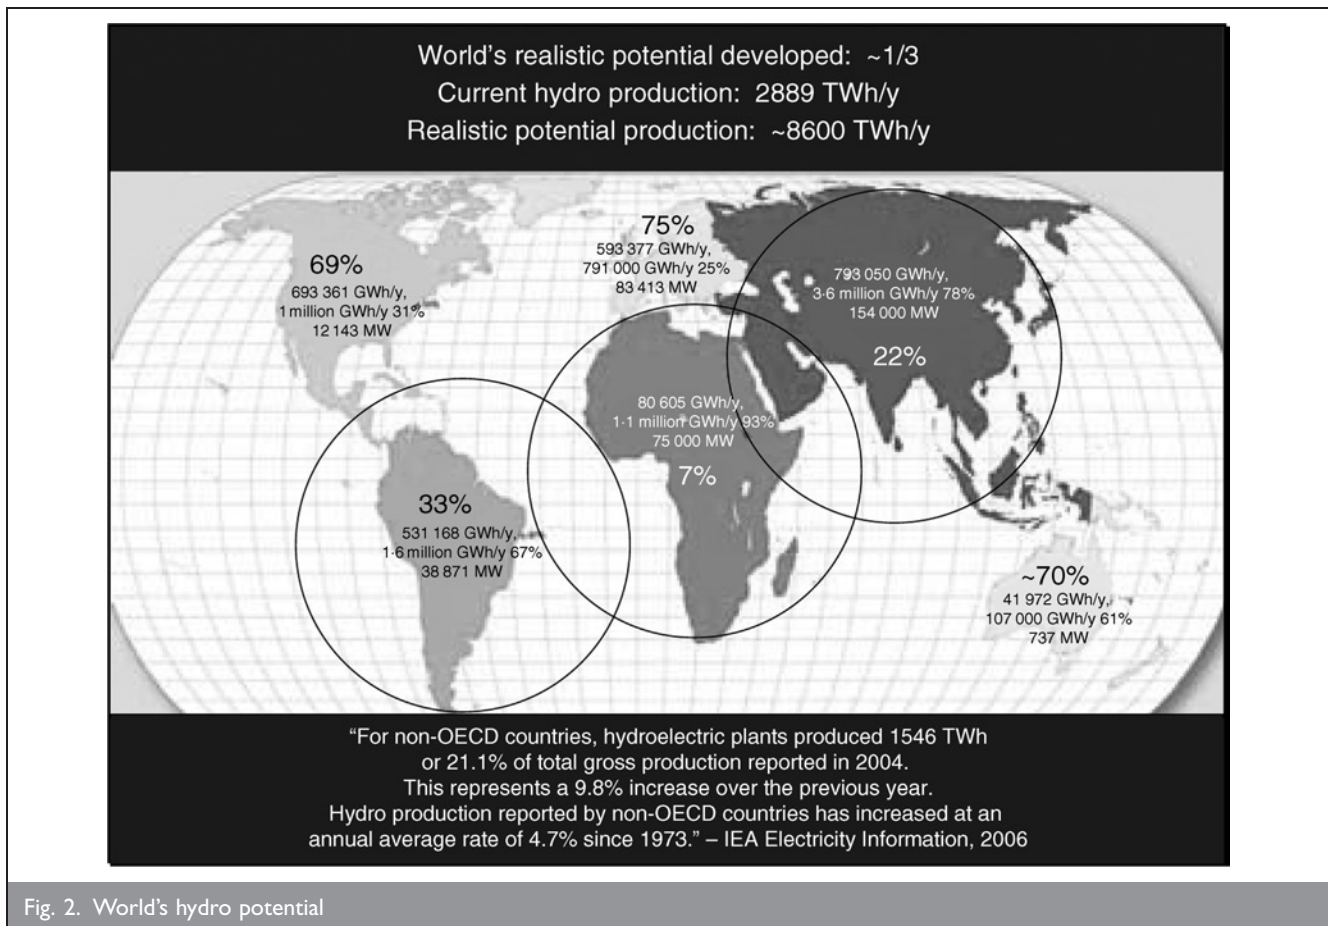 World's realistic potential developed: ~1/3
Current hydro production: 2889 TWh/y
Realistic potential production: ~8600 TWh/y
69%
693 361 GWh/y,
1 million GWh/y 31%
12 143 MW
75%
593 377 GWh/y,
791 000 GWh/y 25%
83 413 MW
793 050 GWh/y,
3·6 million GWh/y 78%
154 000 MW
22%
80 605 GWh/y,
1·1 million GWh/y 93%
75 000 MW
7%
33%
531 168 GWh/y,
1·6 million GWh/y 67%
38 871 MW
~70%
41 972 GWh/y,
107 000 GWh/y 61%
737 MW
"For non-OECD countries, hydroelectric plants produced 1546 TWh
or 21.1% of total gross production reported in 2004.
This represents a 9.8% increase over the previous year.
Hydro production reported by non-OECD countries has increased at an
annual average rate of 4.7% since 1973." – IEA Electricity Information, 2006
Fig. 2. World's hydro potential